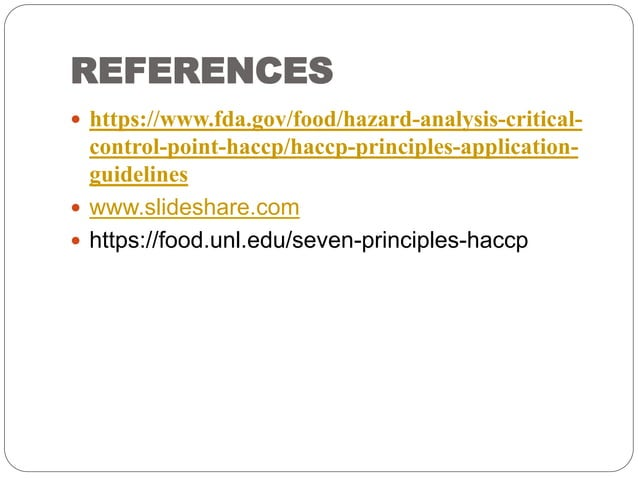 REFERENCES
• https://www.fda.gov/food/hazard-analysis-critical-
control-point-haccp/haccp-principles-application-
guidelines
• www.slideshare.com
• https://food.unl.edu/seven-principles-haccp